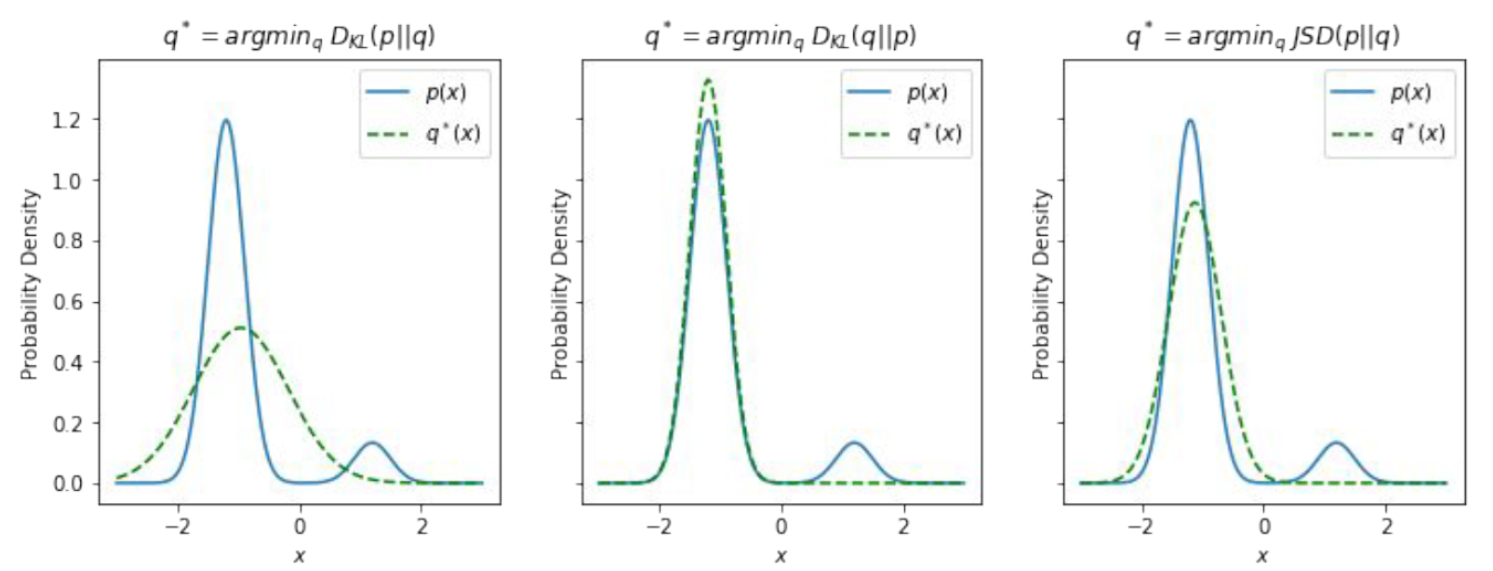 q* = argmin_q D_KL(p||q)
p(x)
q*(x)
Probability Density
1.2
1.0
0.8
0.6
0.4
0.2
0.0
−2 0 2
x
q* = argmin_q D_KL(q||p)
p(x)
q*(x)
Probability Density
−2 0 2
x
q* = argmin_q JSD(p||q)
p(x)
q*(x)
Probability Density
−2 0 2
x